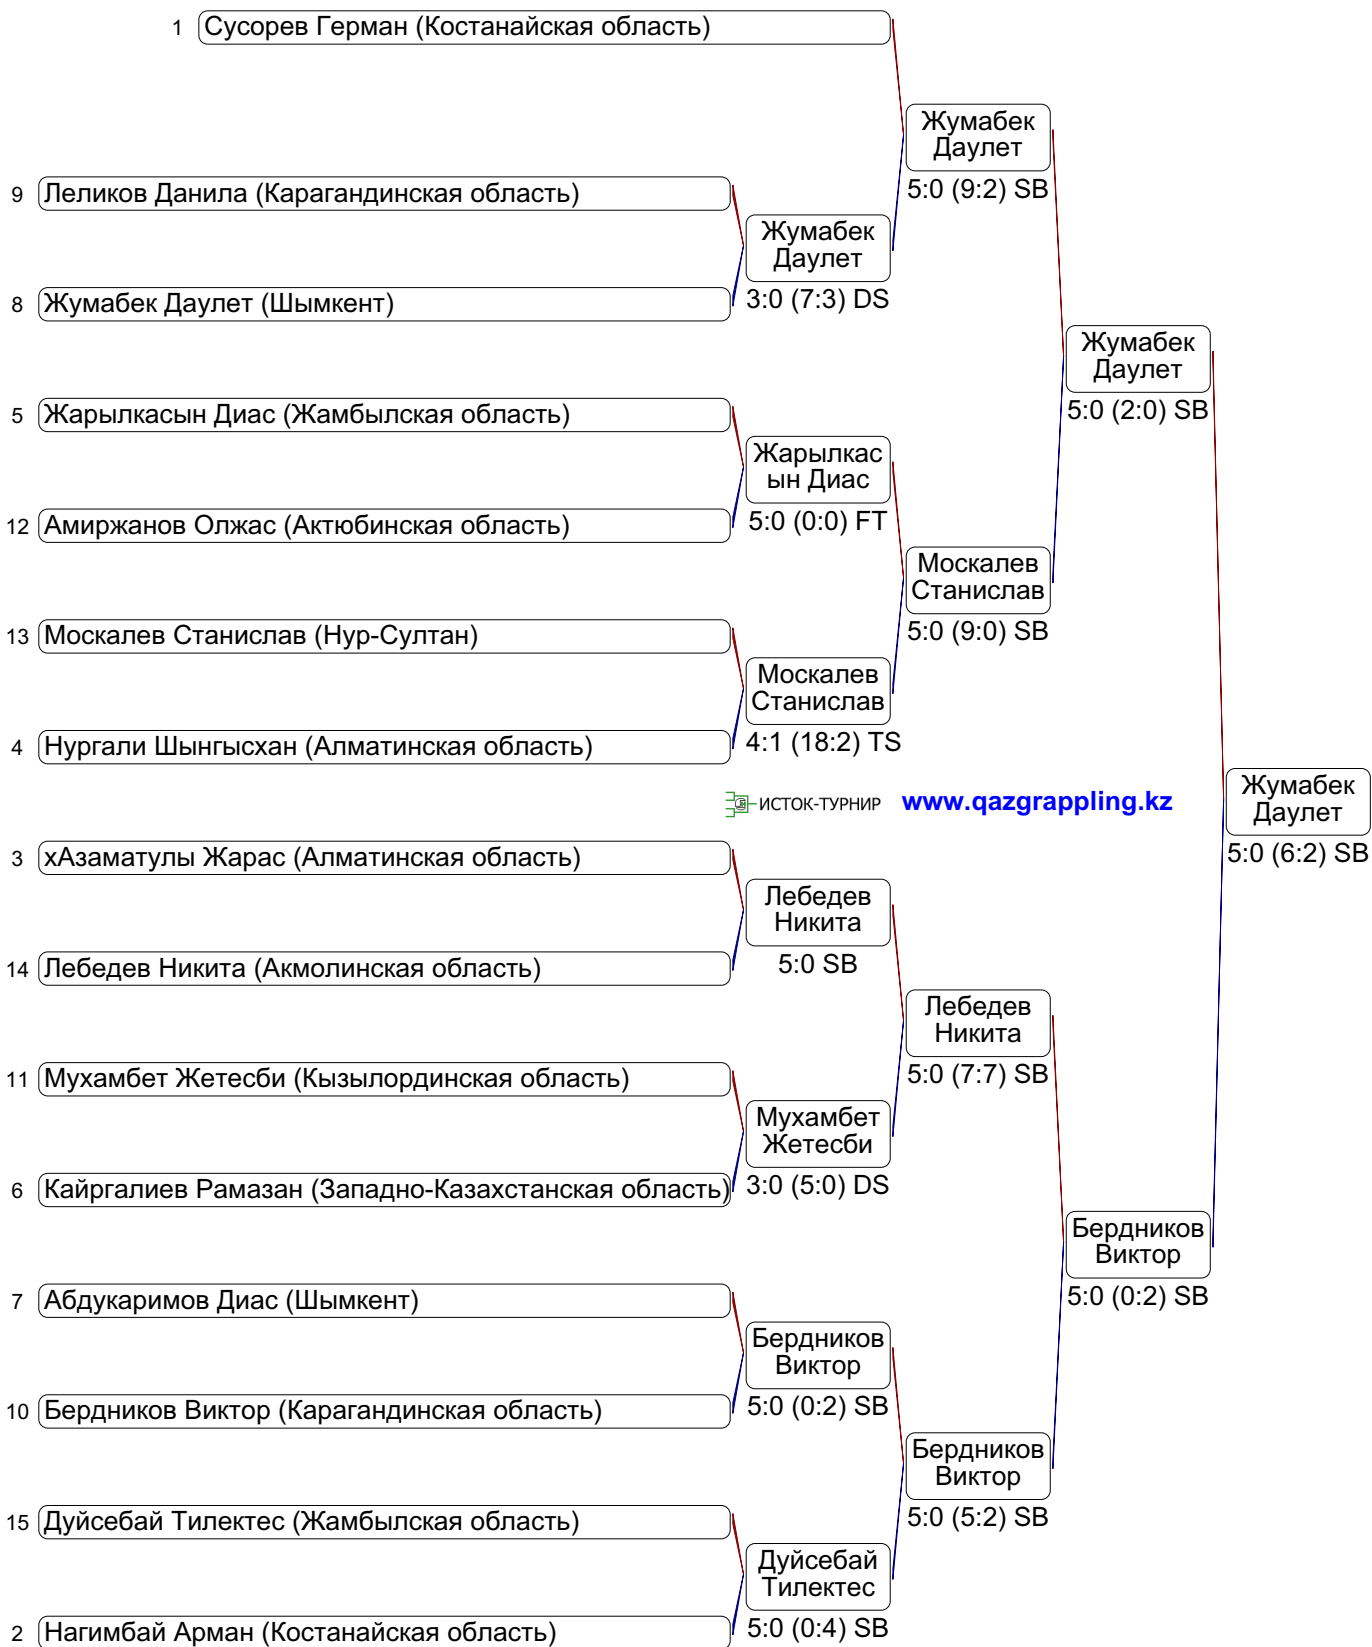 1 Сусорев Герман (Костанайская область)
Жумабек
Даулет
5:0 (9:2) SB
9 Леликов Данила (Карагандинская область)
Жумабек
Даулет
3:0 (7:3) DS
8 Жумабек Даулет (Шымкент)
Жумабек
Даулет
5:0 (2:0) SB
5 Жарылкасын Диас (Жамбылская область)
Жарылкас
ын Диас
5:0 (0:0) FT
12 Амиржанов Олжас (Актюбинская область)
Москалев
Станислав
5:0 (9:0) SB
13 Москалев Станислав (Нур-Султан)
Москалев
Станислав
4:1 (18:2) TS
4 Нургали Шынгысхан (Алматинская область)
ИСТОК-ТУРНИР www.qazgrappling.kz
Жумабек
Даулет
5:0 (6:2) SB
3 хАзаматулы Жарас (Алматинская область)
Лебедев
Никита
5:0 SB
14 Лебедев Никита (Акмолинская область)
Лебедев
Никита
5:0 (7:7) SB
11 Мухамбет Жетесби (Кызылординская область)
Мухамбет
Жетесби
3:0 (5:0) DS
6 Кайргалиев Рамазан (Западно-Казахстанская область)
Бердников
Виктор
5:0 (0:2) SB
7 Абдукаримов Диас (Шымкент)
Бердников
Виктор
5:0 (0:2) SB
10 Бердников Виктор (Карагандинская область)
Бердников
Виктор
5:0 (5:2) SB
15 Дуйсебай Тилектес (Жамбылская область)
Дуйсебай
Тилектес
5:0 (0:4) SB
2 Нагимбай Арман (Костанайская область)